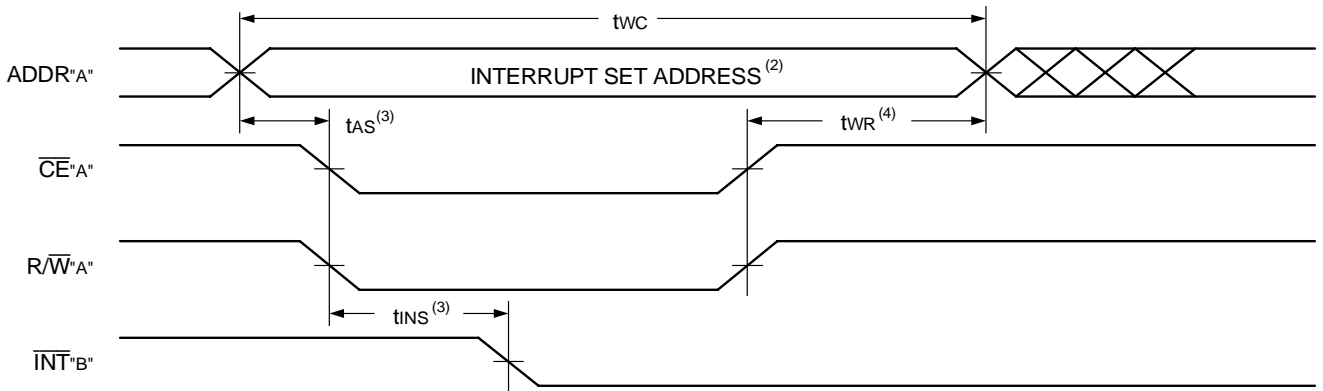 tWC
ADDR"A"
INTERRUPT SET ADDRESS(2)
tAS(3)
tWR(4)
CE"A"
R/W"A"
tINS(3)
INT"B"